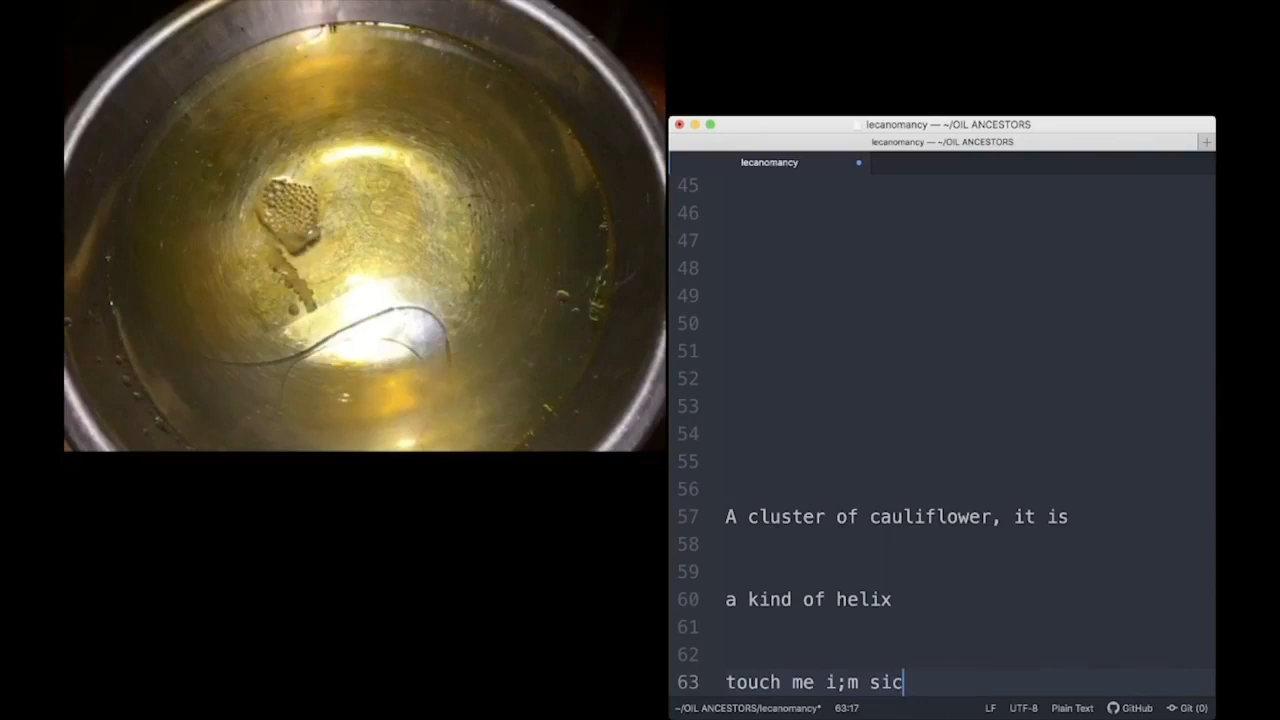 lecanomancy — ~/OIL ANCESTORS
lecanomancy — ~/OIL ANCESTORS
lecanomancy
45
46
47
48
49
50
51
52
53
54
55
56
57 A cluster of cauliflower, it is
58
59
60 a kind of helix
61
62
63 touch me i;m sic
~/OIL ANCESTORS/lecanomancy* 63:17 LF UTF-8 Plain Text GitHub Git (0)